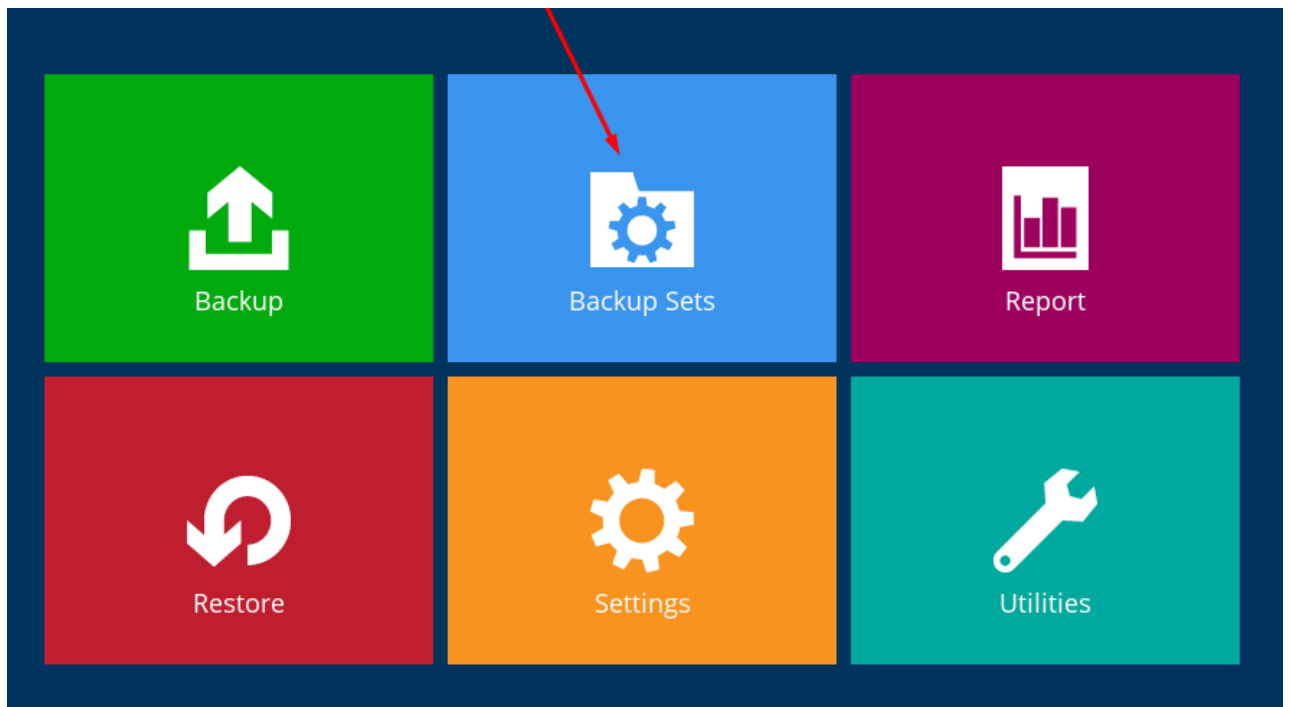 Backup
Backup Sets
Report
Restore
Settings
Utilities